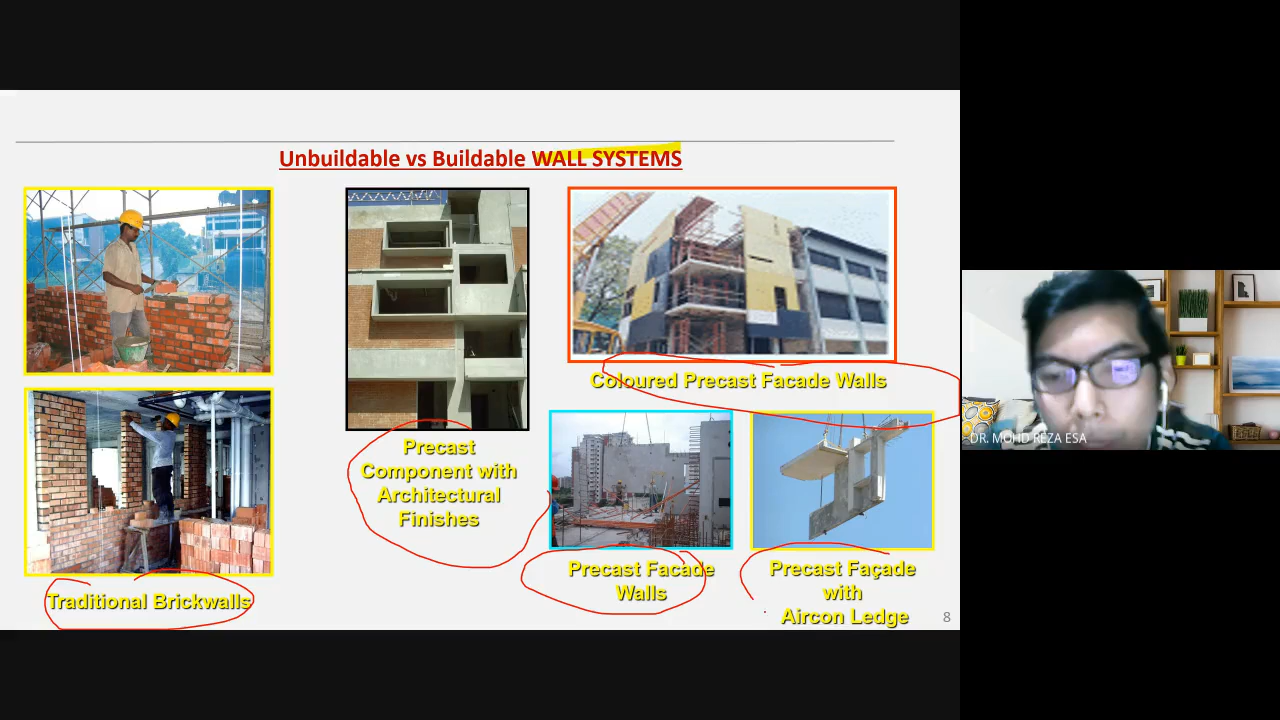 Unbuildable vs Buildable WALL SYSTEMS
Coloured Precast Facade Walls
Precast
Component with
Architectural
Finishes
Precast Facade
Walls
Precast Façade
with
Aircon Ledge
Traditional Brickwalls
8
DR. MOHD REZA ESA